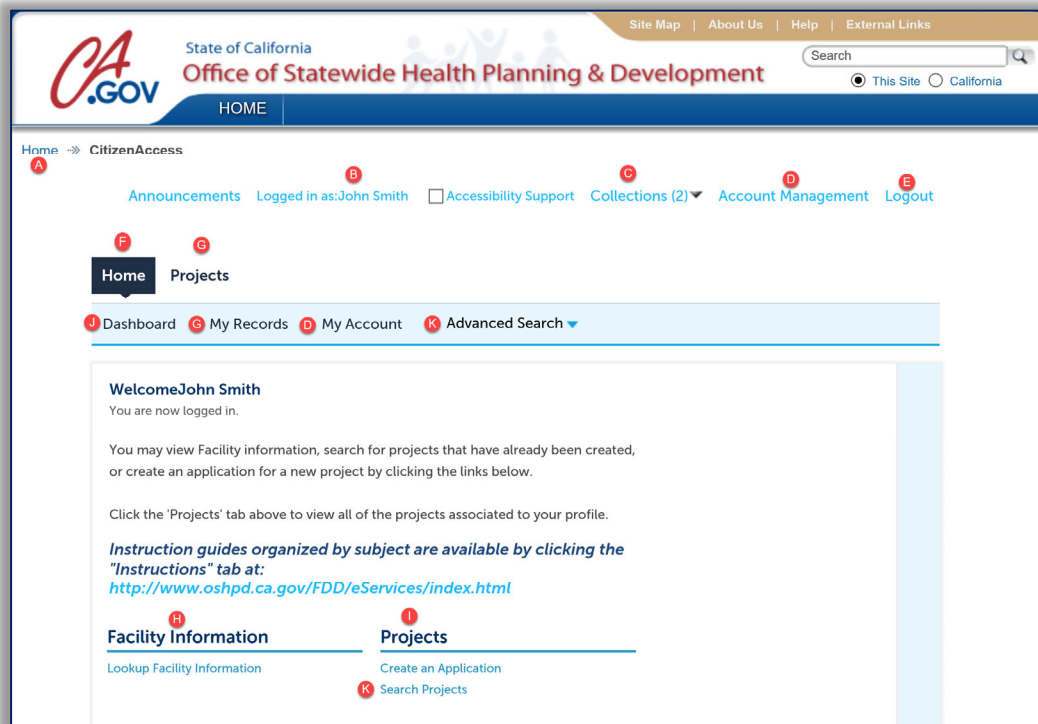 Site Map | About Us | Help | External Links
CA
.GOV
State of California
Office of Statewide Health Planning & Development
Search
This Site California
HOME
Home CitizenAccess
A
B C D E
Announcements Logged in as:John Smith Accessibility Support Collections (2) Account Management Logout
F G
Home Projects
J Dashboard G My Records D My Account K Advanced Search
WelcomeJohn Smith
You are now logged in.
You may view Facility information, search for projects that have already been created,
or create an application for a new project by clicking the links below.
Click the 'Projects' tab above to view all of the projects associated to your profile.
Instruction guides organized by subject are available by clicking the
"Instructions" tab at:
http://www.oshpd.ca.gov/FDD/eServices/index.html
H I
Facility Information Projects
Lookup Facility Information Create an Application
K Search Projects